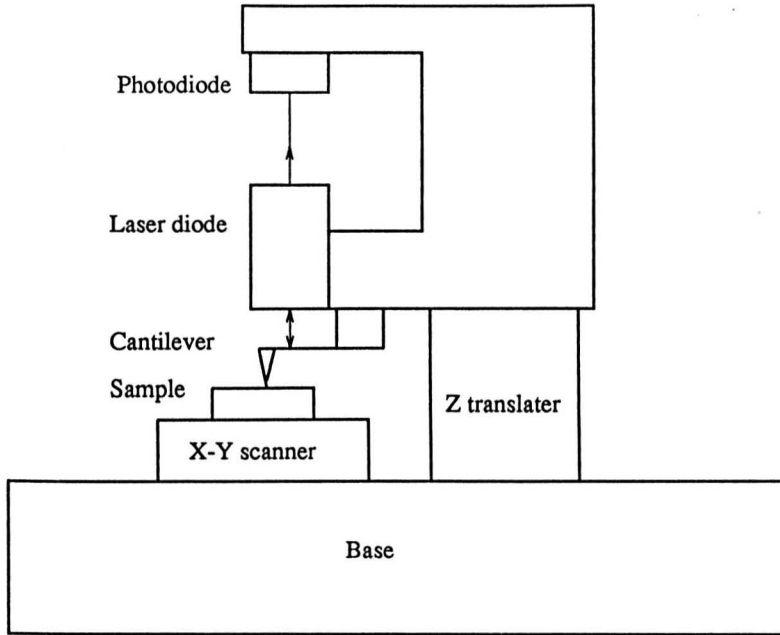 Photodiode
Laser diode
Cantilever
Sample
Z translater
X-Y scanner
Base